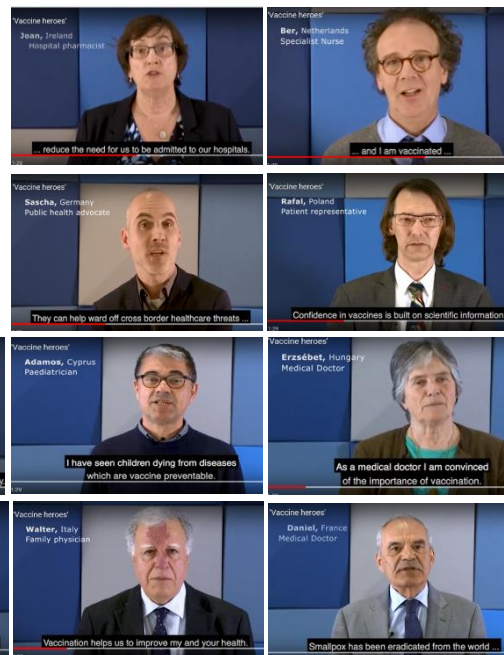 'Vaccine heroes'
Joan, Ireland
Hospital pharmacist
... reduce the need for us to be admitted to our hospitals.
1:29
'Vaccine heroes'
Ber, Netherlands
Specialist Nurse
... and I am vaccinated ...
'Vaccine heroes'
Sascha, Germany
Public health advocate
They can help ward off cross border healthcare threats ...
'Vaccine heroes'
Rafal, Poland
Patient representative
Confidence in vaccines is built on scientific information
1:29
'Vaccine heroes'
Adamos, Cyprus
Paediatrician
I have seen children dying from diseases
which are vaccine preventable.
1:29
Vaccine heroes'
Erzsébet, Hungary
Medical Doctor
As a medical doctor I am convinced
of the importance of vaccination.
'Vaccine heroes'
Walter, Italy
Family physician
Vaccination helps us to improve my and your health.
'Vaccine heroes'
Daniel, France
Medical Doctor
Smallpox has been eradicated from the world ...